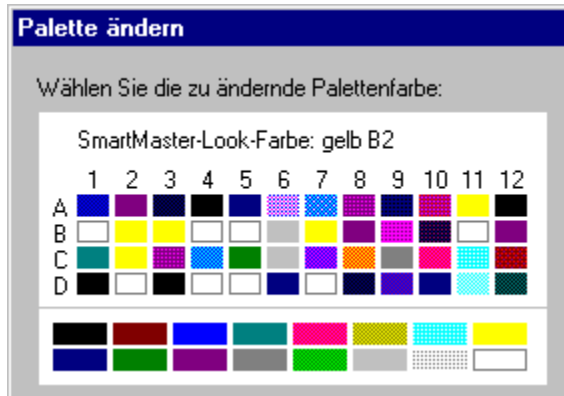 Palette ändern
Wählen Sie die zu ändernde Palettenfarbe:
SmartMaster-Look-Farbe: gelb B2
1 2 3 4 5 6 7 8 9 10 11 12
A
B
C
D